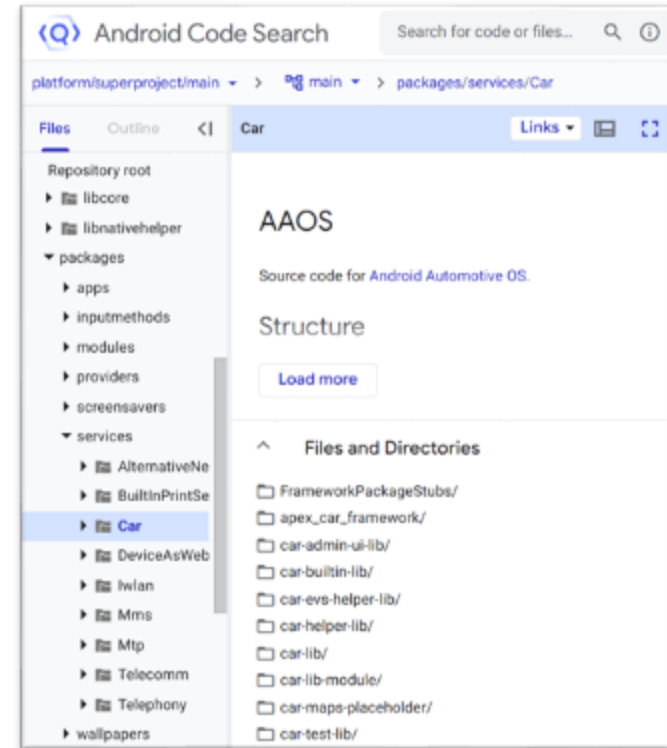 Android Code Search
Search for code or files...
platform/superproject/main > main > packages/services/Car
Files
Outline
Repository root
libcore
libnativehelper
packages
apps
inputmethods
modules
providers
screensavers
services
AlternativeNe
BuiltInPrintSe
Car
DeviceAsWeb
Iwlan
Mms
Mtp
Telecomm
Telephony
wallpapers
Car
Links
AAOS
Source code for Android Automotive OS.
Structure
Load more
Files and Directories
FrameworkPackageStubs/
apex_car_framework/
car-admin-ui-lib/
car-builtin-lib/
car-evs-helper-lib/
car-helper-lib/
car-lib/
car-lib-module/
car-maps-placeholder/
car-test-lib/